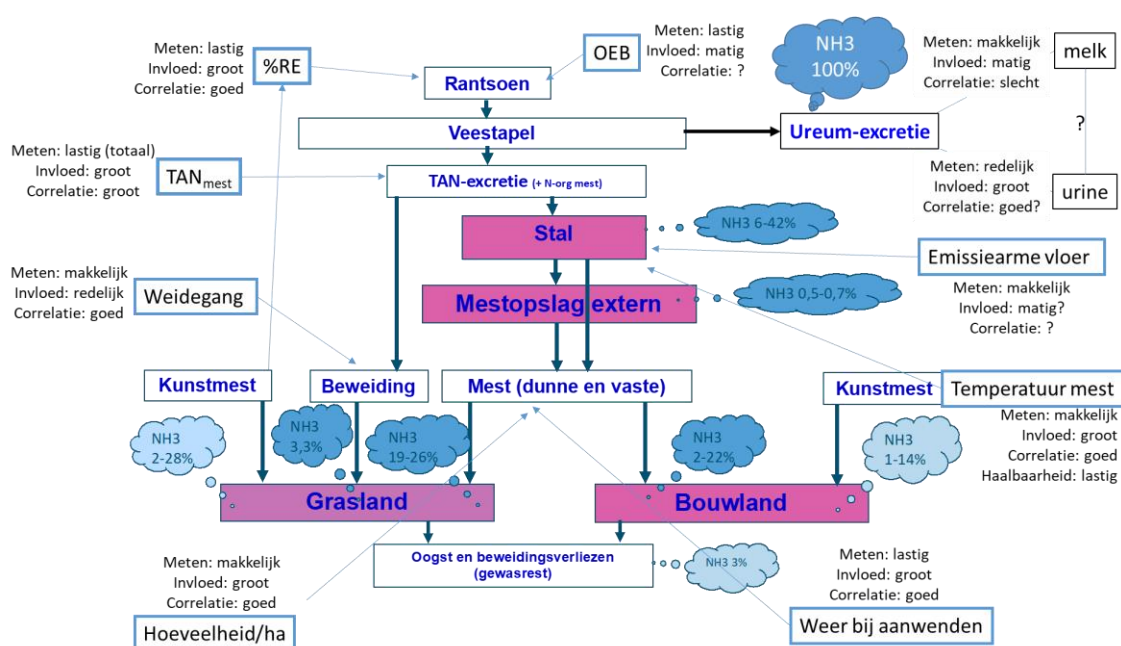 Meten: lastig
Invloed: groot
Correlatie: goed
%RE
OEB
Meten: lastig
Invloed: matig
Correlatie: ?
NH3
100%
Meten: makkelijk
Invloed: matig
Correlatie: slecht
melk
Rantsoen
Veestapel
Ureum-excretie
?
Meten: lastig (totaal)
Invloed: groot
Correlatie: groot
TANmest
TAN-excretie (+ N-org mest)
Meten: redelijk
Invloed: groot
Correlatie: goed?
urine
Stal
NH3 6-42%
Emissiearme vloer
Meten: makkelijk
Invloed: matig?
Correlatie: ?
Meten: makkelijk
Invloed: redelijk
Correlatie: goed
Weidegang
Mestopslag extern
NH3 0,5-0,7%
Kunstmest
Beweiding
Mest (dunne en vaste)
Kunstmest
Temperatuur mest
Meten: makkelijk
Invloed: groot
Correlatie: goed
Haalbaarheid: lastig
NH3
2-28%
NH3
3,3%
NH3
19-26%
NH3
2-22%
NH3
1-14%
Grasland
Bouwland
Oogst en beweidingsverliezen
(gewasrest)
NH3 3%
Meten: makkelijk
Invloed: groot
Correlatie: goed
Hoeveelheid/ha
Meten: lastig
Invloed: groot
Correlatie: goed
Weer bij aanwenden